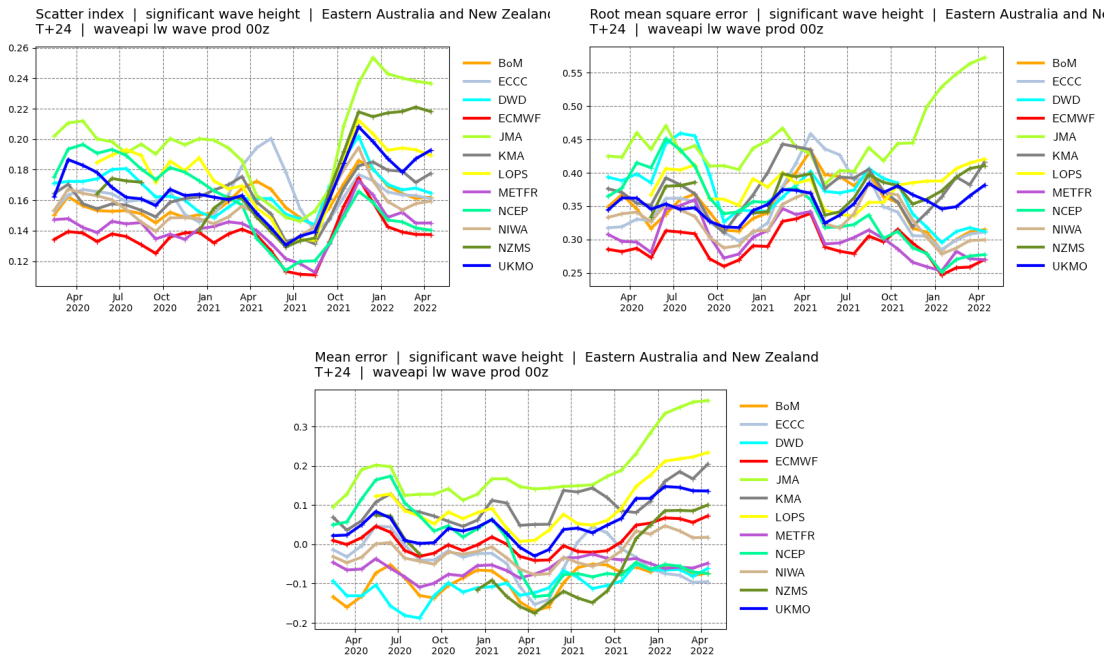 Scatter index | significant wave height | Eastern Australia and New Zealand
T+24 | waveapi lw wave prod 00z
0.26
0.24
0.22
0.20
0.18
0.16
0.14
0.12
Apr 2020
Jul 2020
Oct 2020
Jan 2021
Apr 2021
Jul 2021
Oct 2021
Jan 2022
Apr 2022
BoM
ECCC
DWD
ECMWF
JMA
KMA
LOPS
METFR
NCEP
NIWA
NZMS
UKMO
Root mean square error | significant wave height | Eastern Australia and Ne
T+24 | waveapi lw wave prod 00z
0.55
0.50
0.45
0.40
0.35
0.30
0.25
Apr 2020
Jul 2020
Oct 2020
Jan 2021
Apr 2021
Jul 2021
Oct 2021
Jan 2022
Apr 2022
BoM
ECCC
DWD
ECMWF
JMA
KMA
LOPS
METFR
NCEP
NIWA
NZMS
UKMO
Mean error | significant wave height | Eastern Australia and New Zealand
T+24 | waveapi lw wave prod 00z
0.3
0.2
0.1
0.0
−0.1
−0.2
Apr 2020
Jul 2020
Oct 2020
Jan 2021
Apr 2021
Jul 2021
Oct 2021
Jan 2022
Apr 2022
BoM
ECCC
DWD
ECMWF
JMA
KMA
LOPS
METFR
NCEP
NIWA
NZMS
UKMO